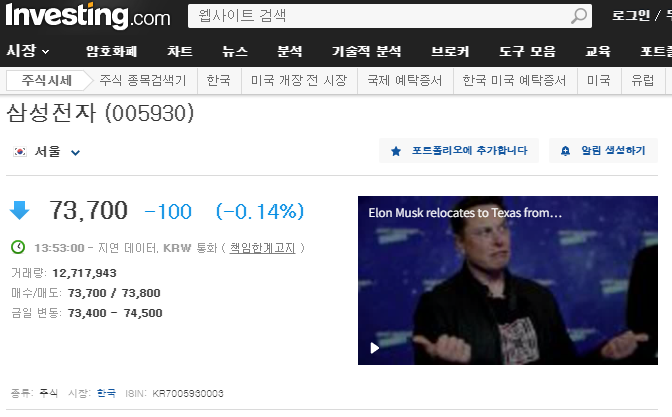 Investing.com 웹사이트 검색 로그인 /
시장 암호화폐 차트 뉴스 분석 기술적 분석 브로커 도구 모음 교육
주식시세 주식 종목검색기 한국 미국 개장 전 시장 국제 예탁증서 한국 미국 예탁증서 미국 유럽
삼성전자 (005930)
서울 포트폴리오에 추가합니다 알림 생성하기
73,700 -100 (-0.14%)
Elon Musk relocates to Texas from...
13:53:00 - 지연 데이터. KRW 통화 ( 책임한계고지 )
거래량: 12,717,943
매수/매도: 73,700 / 73,800
금일 변동: 73,400 - 74,500
종류: 주식 시장: 한국 ISIN: KR7005930003